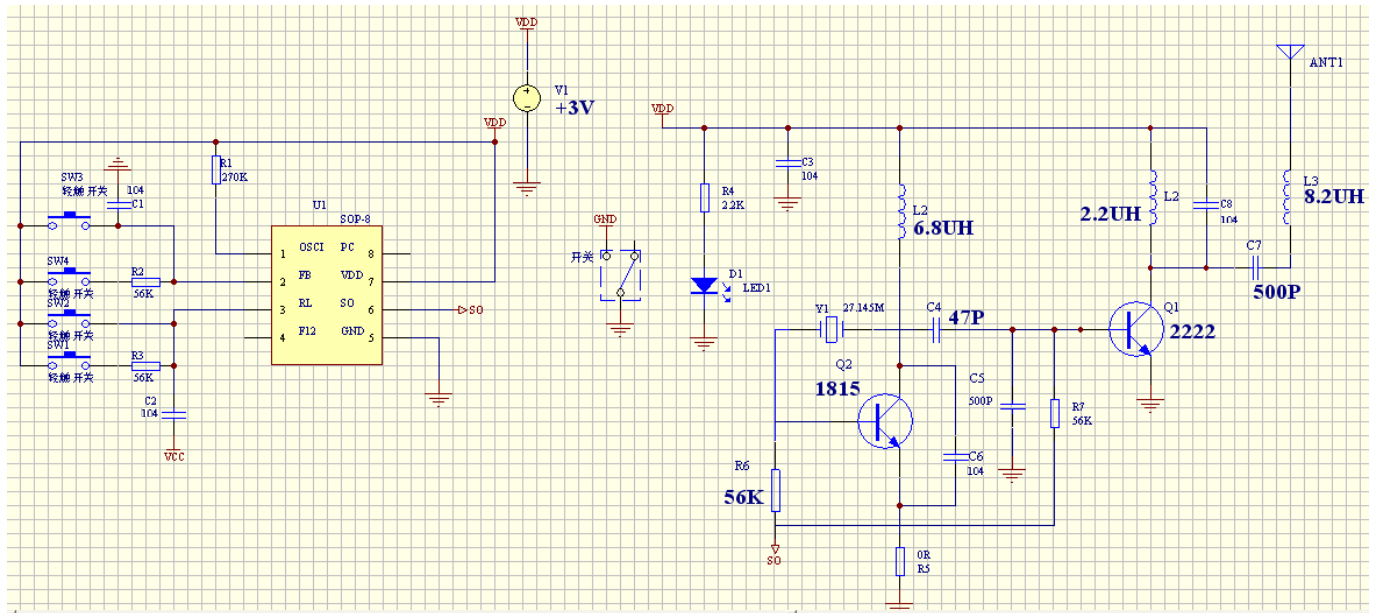 VDD
V1
+3V
VDD
R1
270K
SW3
轻触 开关
104
C1
U1
SOP-8
1
OSCI
PC
8
2
FB
VDD
7
3
RL
SO
6
4
F12
GND
5
SW4
轻触 开关
R2
56K
SW2
轻触 开关
SW1
轻触 开关
R3
56K
C2
104
VCC
SO
VDD
C3
104
R4
2.2K
GND
开关
D1
LED1
L2
6.8UH
Y1
27.145M
C4
47P
Q2
1815
R6
56K
SO
C5
500P
C6
104
0R
R5
R7
56K
2.2UH
L2
C8
104
C7
500P
Q1
2222
L3
8.2UH
ANT1